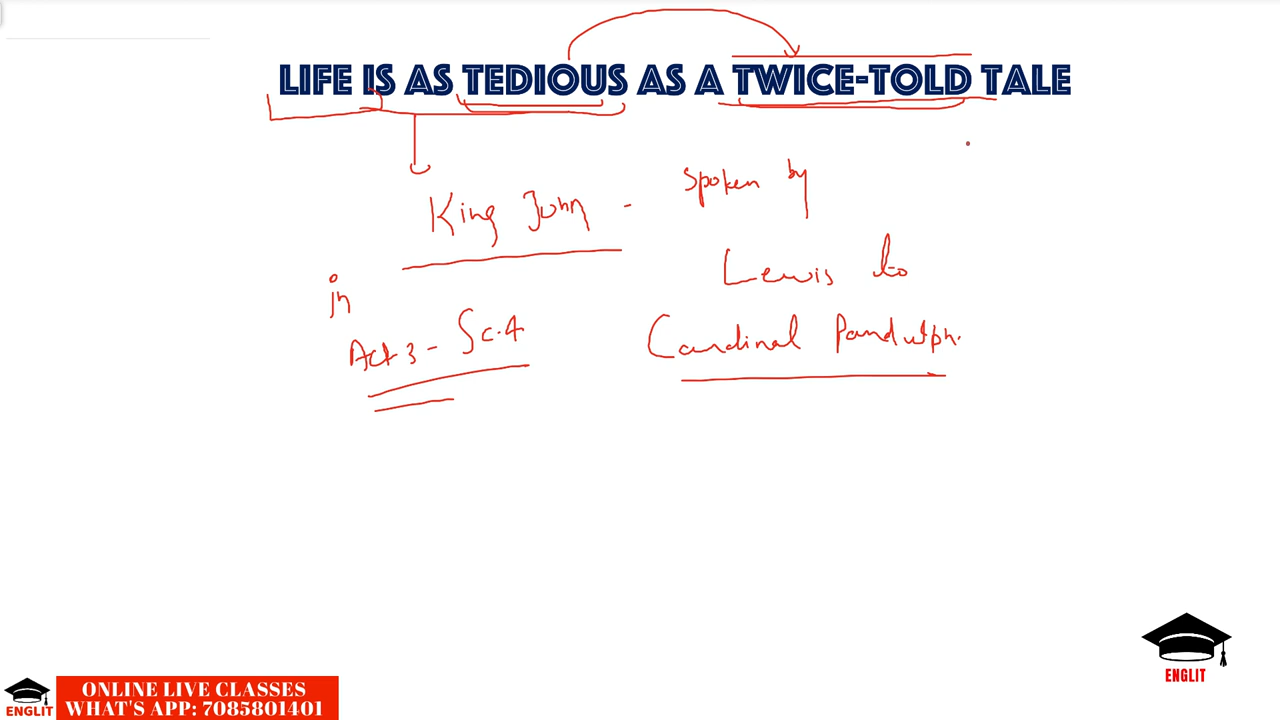 LIFE IS AS TEDIOUS AS A TWICE-TOLD TALE
King John - spoken by
Lewis to
in
Act 3 - Sc. 4
Cardinal Pandulph.
ENGLIT
ENGLIT
ONLINE LIVE CLASSES
WHAT'S APP: 7085801401